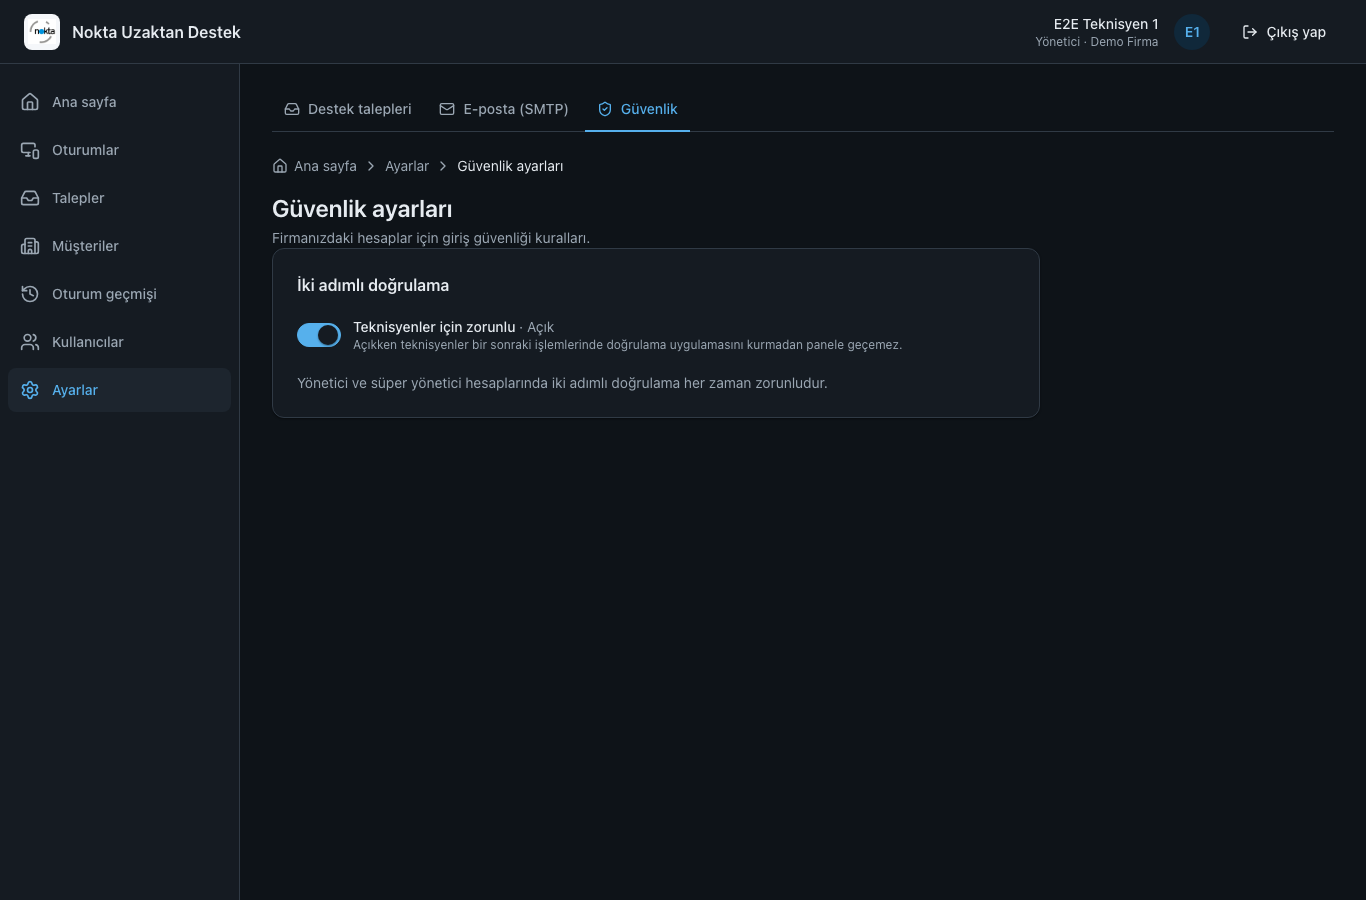 nokta
Nokta Uzaktan Destek
E2E Teknisyen 1
Yönetici · Demo Firma
E1
Çıkış yap
Ana sayfa
Oturumlar
Talepler
Müşteriler
Oturum geçmişi
Kullanıcılar
Ayarlar
Destek talepleri
E-posta (SMTP)
Güvenlik
Ana sayfa > Ayarlar > Güvenlik ayarları
Güvenlik ayarları
Firmanızdaki hesaplar için giriş güvenliği kuralları.
İki adımlı doğrulama
Teknisyenler için zorunlu · Açık
Açıkken teknisyenler bir sonraki işlemlerinde doğrulama uygulamasını kurmadan panele geçemez.
Yönetici ve süper yönetici hesaplarında iki adımlı doğrulama her zaman zorunludur.